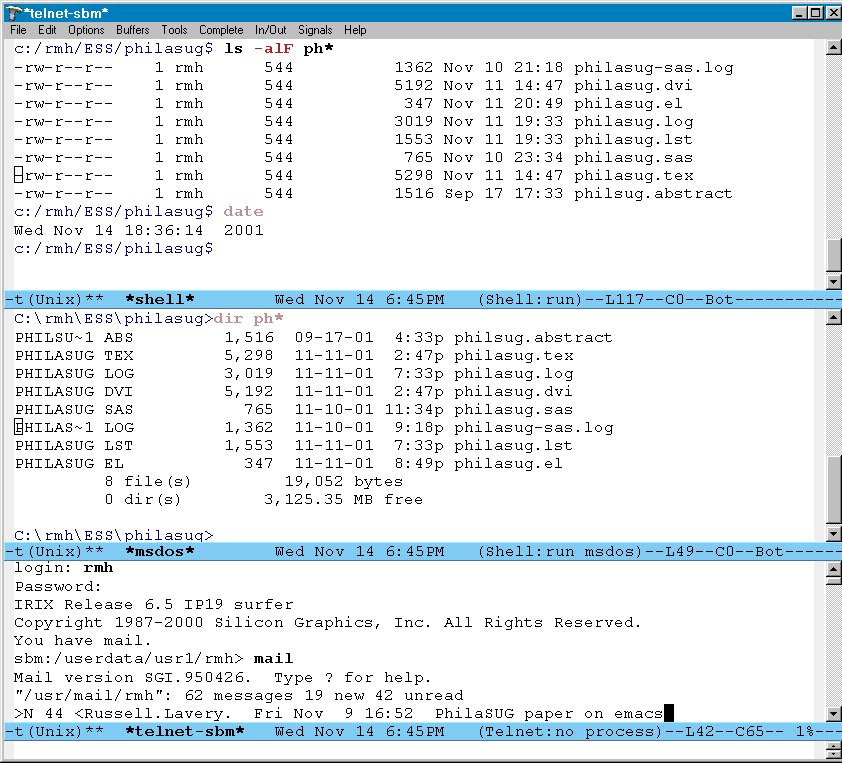 *telnet-sbm*
File Edit Options Buffers Tools Complete In/Out Signals Help
c:/rmh/ESS/philasug$ ls -alF ph*
-rw-r--r--    1 rmh      544          1362 Nov 10 21:18 philasug-sas.log
-rw-r--r--    1 rmh      544          5192 Nov 11 14:47 philasug.dvi
-rw-r--r--    1 rmh      544           347 Nov 11 20:49 philasug.el
-rw-r--r--    1 rmh      544          3019 Nov 11 19:33 philasug.log
-rw-r--r--    1 rmh      544          1553 Nov 11 19:33 philasug.lst
-rw-r--r--    1 rmh      544           765 Nov 10 23:34 philasug.sas
-rw-r--r--    1 rmh      544          5298 Nov 11 14:47 philasug.tex
-rw-r--r--    1 rmh      544          1516 Sep 17 17:33 philsug.abstract
c:/rmh/ESS/philasug$ date
Wed Nov 14 18:36:14  2001
c:/rmh/ESS/philasug$
-t(Unix)**  *shell*        Wed Nov 14 6:45PM   (Shell:run)--L117--C0--Bot-----------
C:\rmh\ESS\philasug>dir ph*
PHILSU~1 ABS         1,516  09-17-01  4:33p philsug.abstract
PHILASUG TEX         5,298  11-11-01  2:47p philasug.tex
PHILASUG LOG         3,019  11-11-01  7:33p philasug.log
PHILASUG DVI         5,192  11-11-01  2:47p philasug.dvi
PHILASUG SAS           765  11-10-01 11:34p philasug.sas
PHILAS~1 LOG         1,362  11-10-01  9:18p philasug-sas.log
PHILASUG LST         1,553  11-11-01  7:33p philasug.lst
PHILASUG EL            347  11-11-01  8:49p philasug.el
         8 file(s)         19,052 bytes
         0 dir(s)        3,125.35 MB free
C:\rmh\ESS\philasug>
-t(Unix)**  *msdos*        Wed Nov 14 6:45PM   (Shell:run msdos)--L49--C0--Bot------
login: rmh
Password:
IRIX Release 6.5 IP19 surfer
Copyright 1987-2000 Silicon Graphics, Inc. All Rights Reserved.
You have mail.
sbm:/userdata/usr1/rmh> mail
Mail version SGI.950426.  Type ? for help.
"/usr/mail/rmh": 62 messages 19 new 42 unread
>N 44 <Russell.Lavery.  Fri Nov  9 16:52  PhilaSUG paper on emacs
-t(Unix)**  *telnet-sbm*   Wed Nov 14 6:45PM   (Telnet:no process)--L42--C65-- 1%---